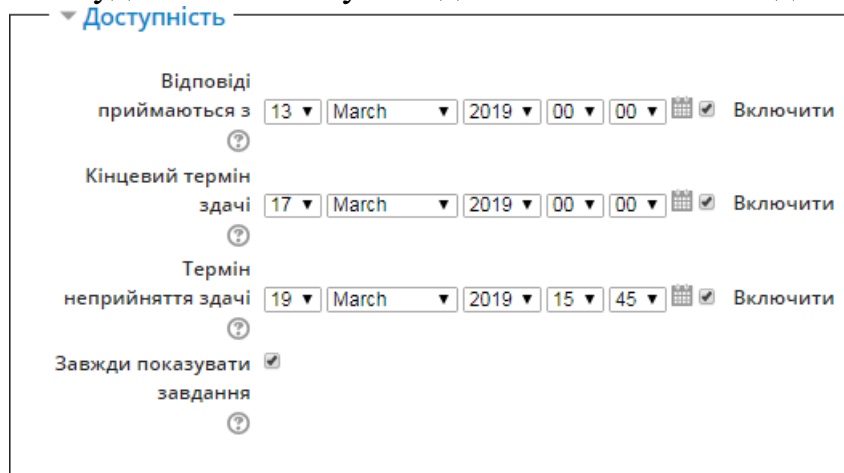 Доступність
Відповіді
приймаються з 13 March 2019 00 00 Включити
Кінцевий термін
здачі 17 March 2019 00 00 Включити
Термін
неприйняття здачі 19 March 2019 15 45 Включити
Завжди показувати
завдання